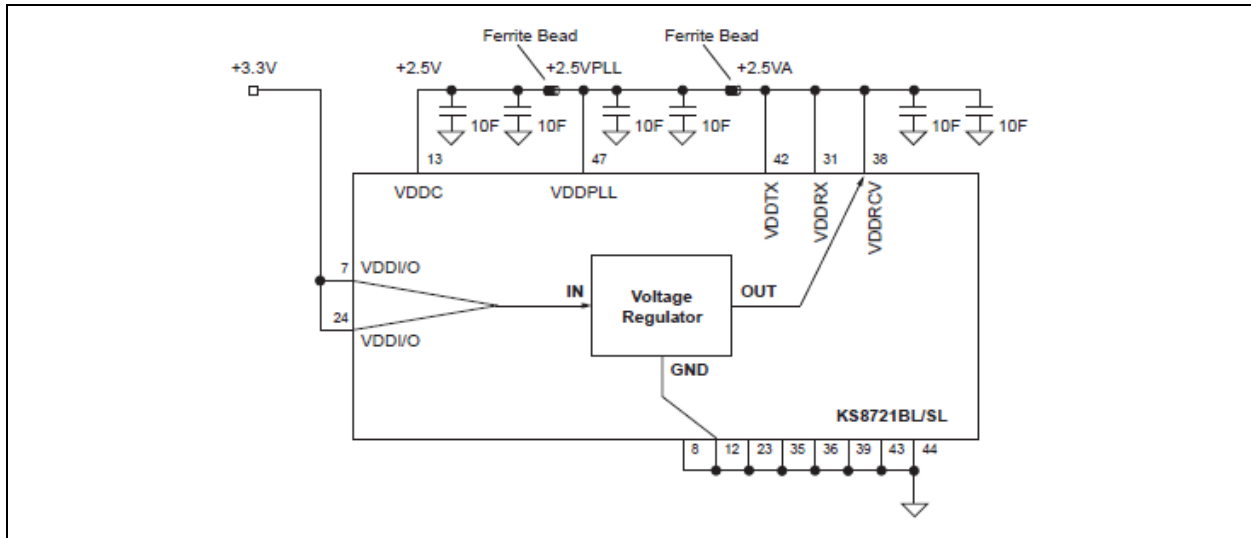 Ferrite Bead
Ferrite Bead
+3.3V
+2.5V
+2.5VPLL
+2.5VA
10F
10F
10F
10F
10F
10F
13
47
42
31
38
VDDC
VDDPLL
VDDTX
VDDRX
VDDRCV
7
VDDI/O
24
VDDI/O
IN
Voltage
Regulator
OUT
GND
KS8721BL/SL
8
12
23
35
36
39
43
44